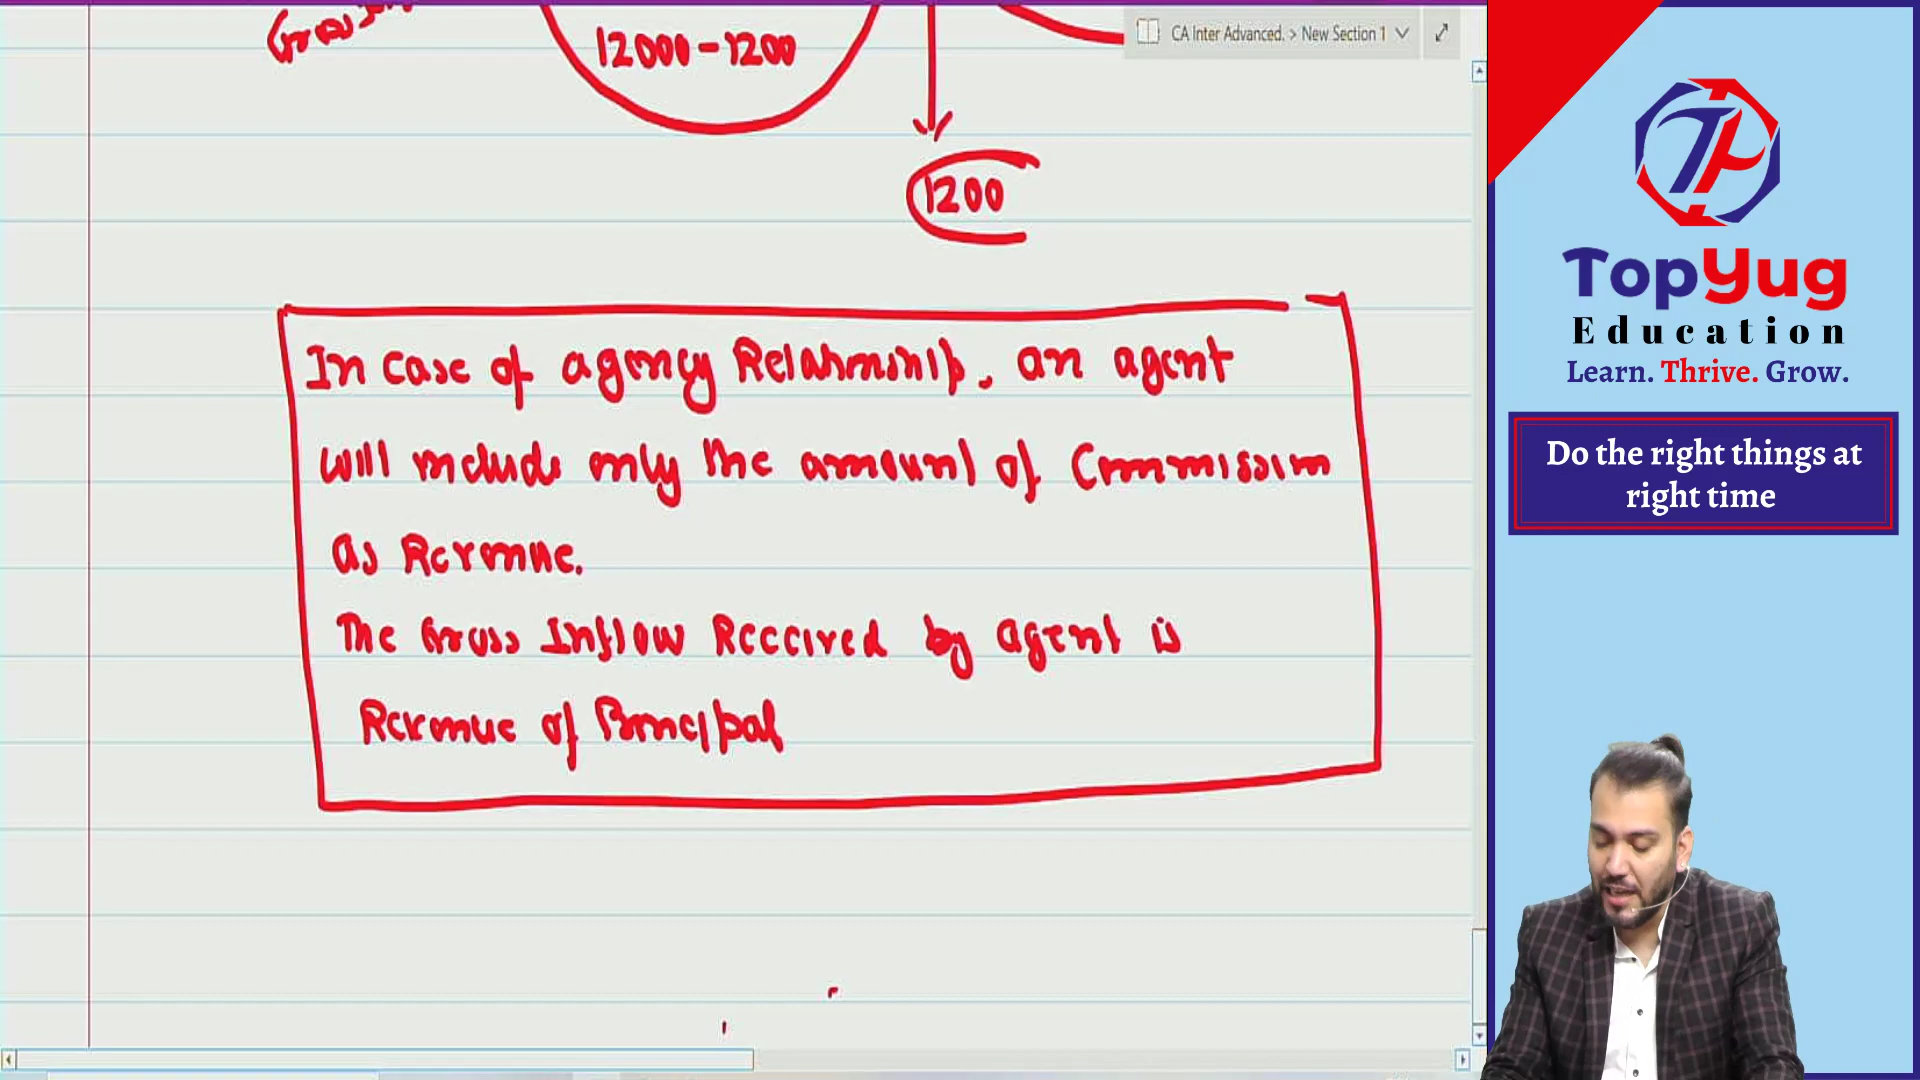 Gross
12000-1200
CA Inter Advanced. > New Section 1
1200
In case of agency Relationship, an agent
will include only the amount of Commission
as Revenue.
The Gross Inflow Received by agent is
Revenue of Principal
TopYug
Education
Learn. Thrive. Grow.
Do the right things at
right time